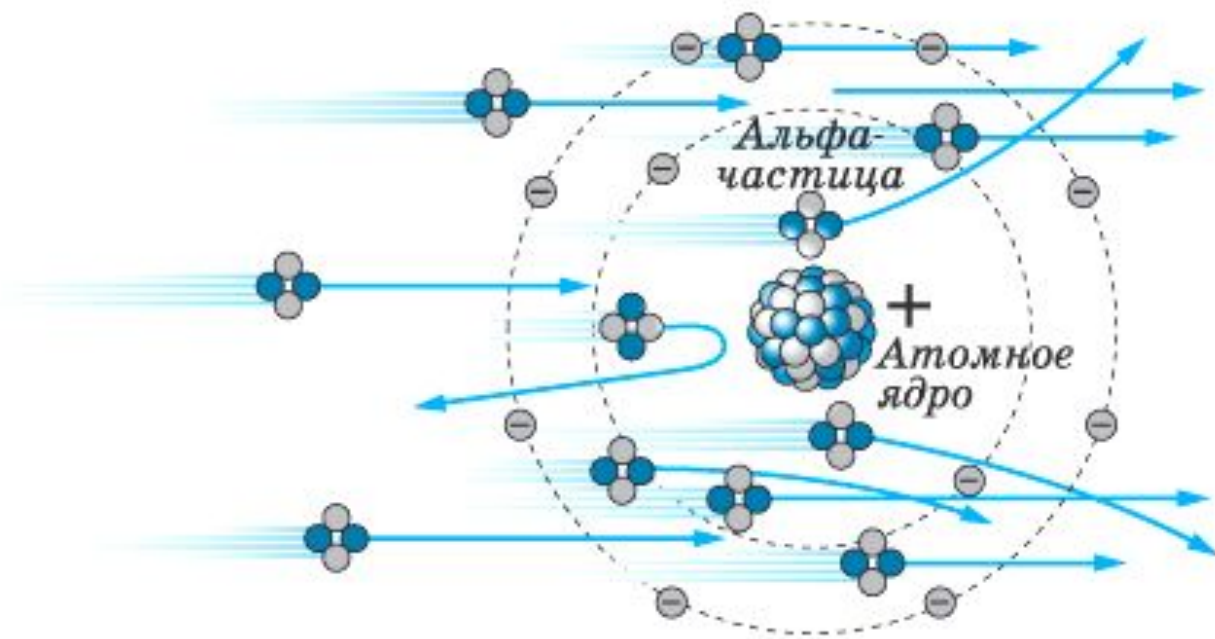 Альфа-
частица
+
Атомное
ядро